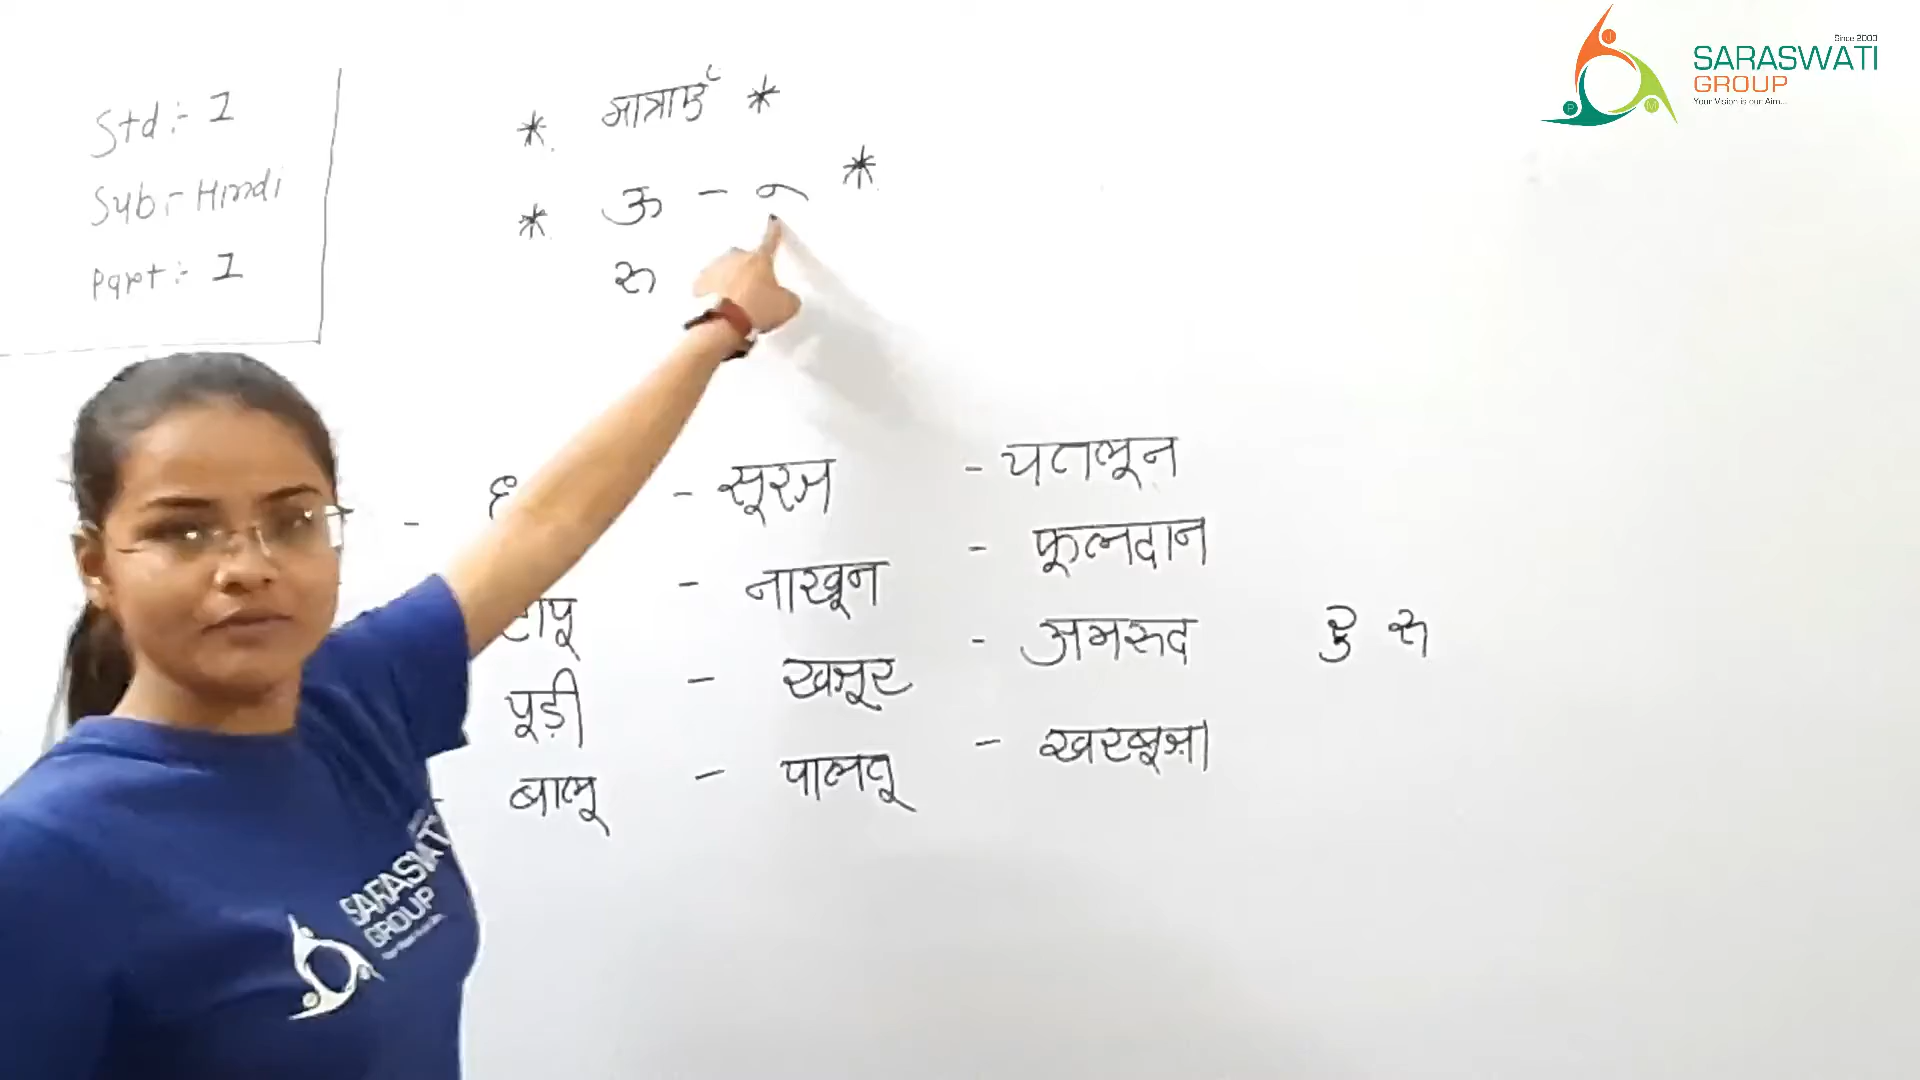 Std:- 1
Sub:- Hindi
Part:- 1
* मात्राएँ *
* ऊ - ू *
रु
- सूरज - पतलून
टापू - नाखून - फूलदान
पूड़ी - खजूर - अमरूद रु
बालू - पालतू - खरबूजा
Since 2000
SARASWATI
GROUP
Your Vision is our Aim...
SARASWATI
GROUP